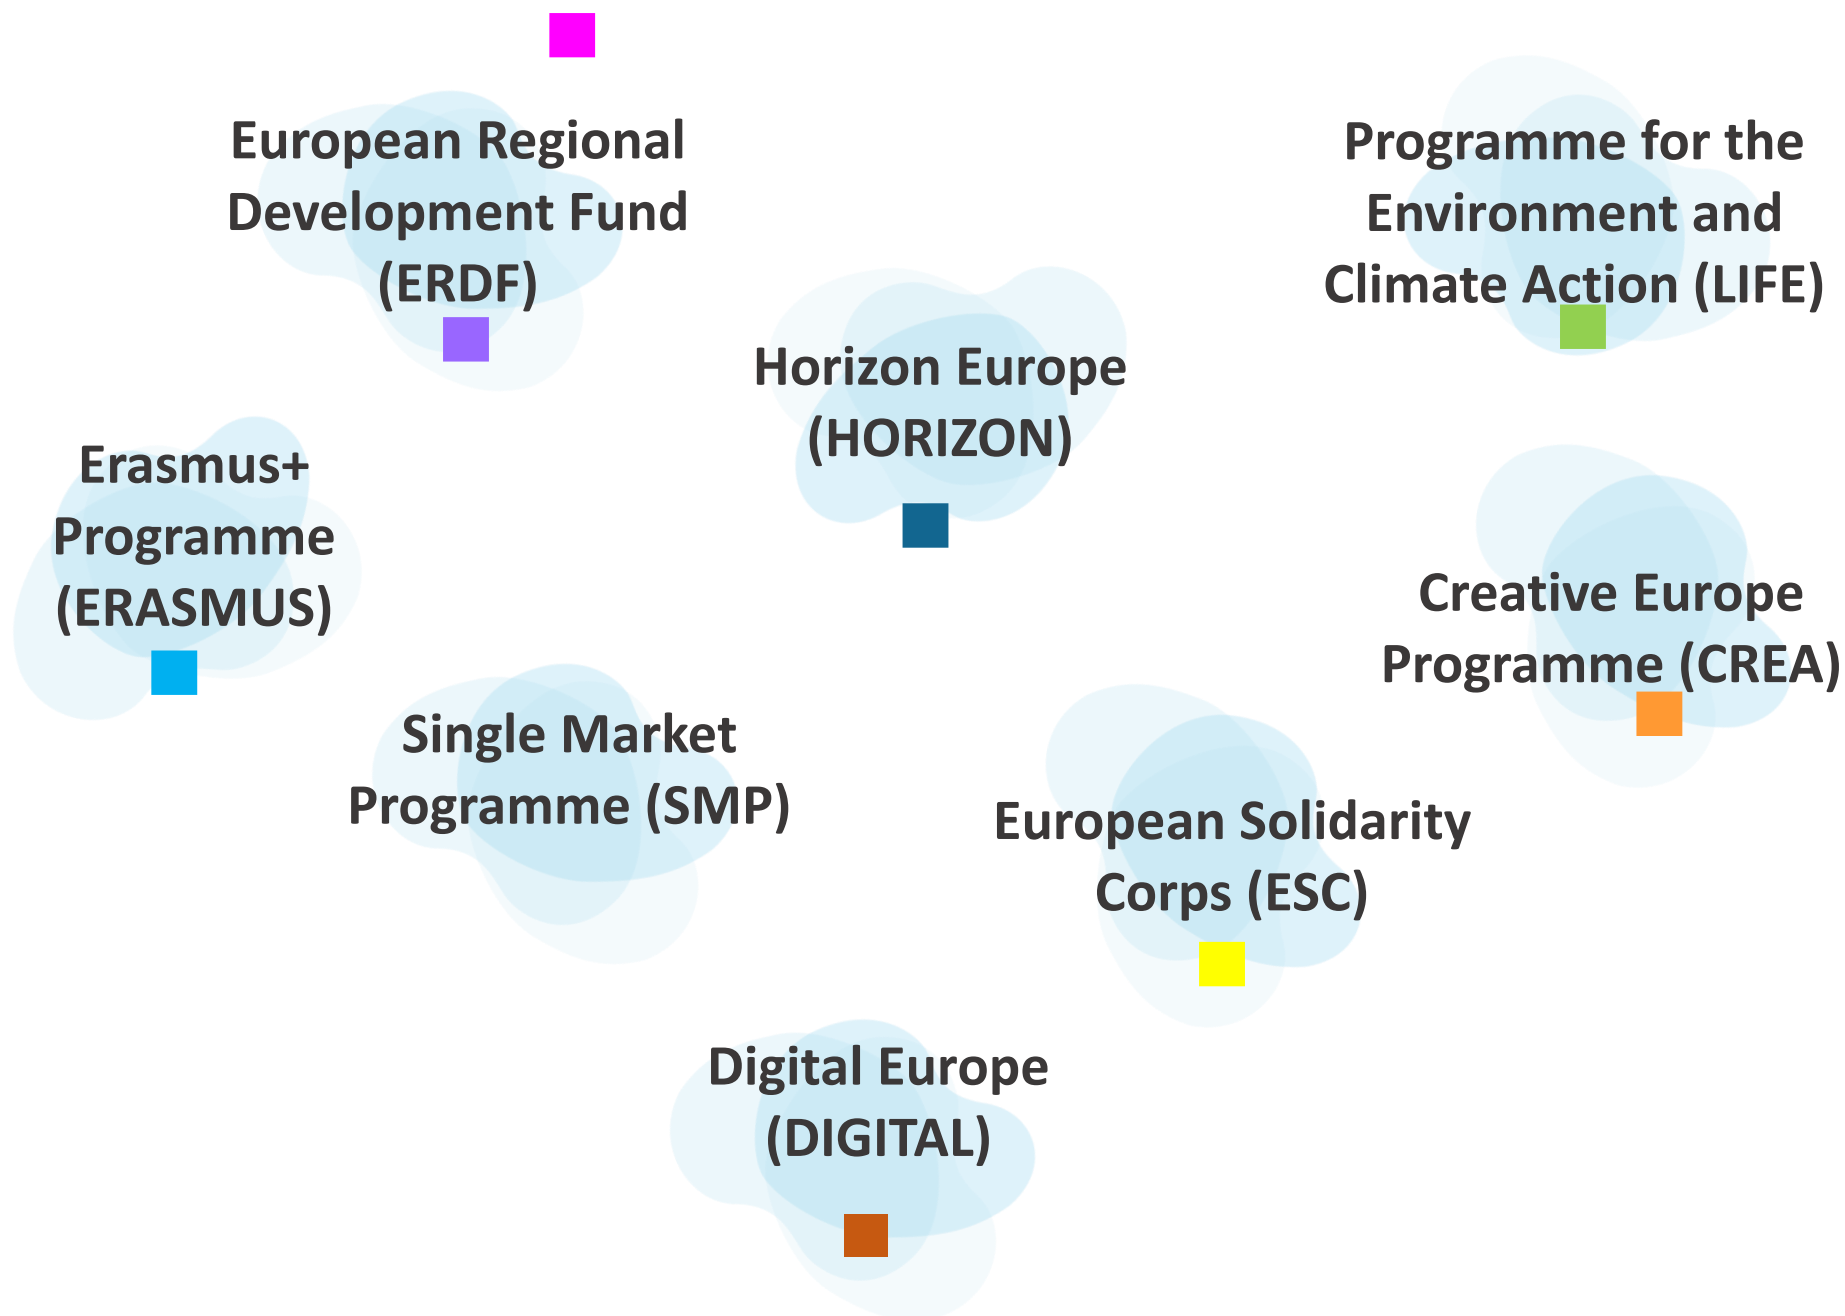 European Regional
Development Fund
(ERDF)
Programme for the
Environment and
Climate Action (LIFE)
Horizon Europe
(HORIZON)
Erasmus+
Programme
(ERASMUS)
Creative Europe
Programme (CREA)
Single Market
Programme (SMP)
European Solidarity
Corps (ESC)
Digital Europe
(DIGITAL)